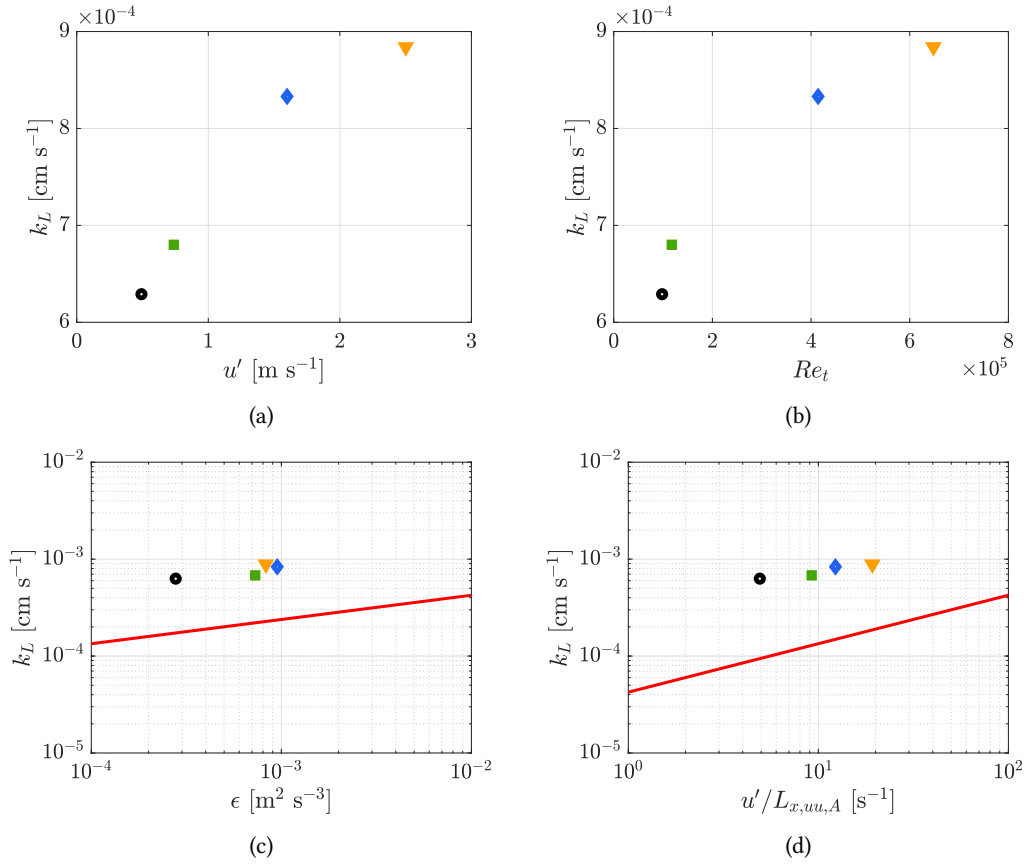 ×10⁻⁴
9
8
7
6
k_L [cm s⁻¹]
0 1 2 3
u′ [m s⁻¹]
(a)
×10⁻⁴
9
8
7
6
k_L [cm s⁻¹]
0 2 4 6 8
Re_t ×10⁵
(b)
10⁻²
10⁻³
10⁻⁴
10⁻⁵
k_L [cm s⁻¹]
10⁻⁴ 10⁻³ 10⁻²
ϵ [m² s⁻³]
(c)
10⁻²
10⁻³
10⁻⁴
10⁻⁵
k_L [cm s⁻¹]
10⁰ 10¹ 10²
u′/L_{x,uu,A} [s⁻¹]
(d)